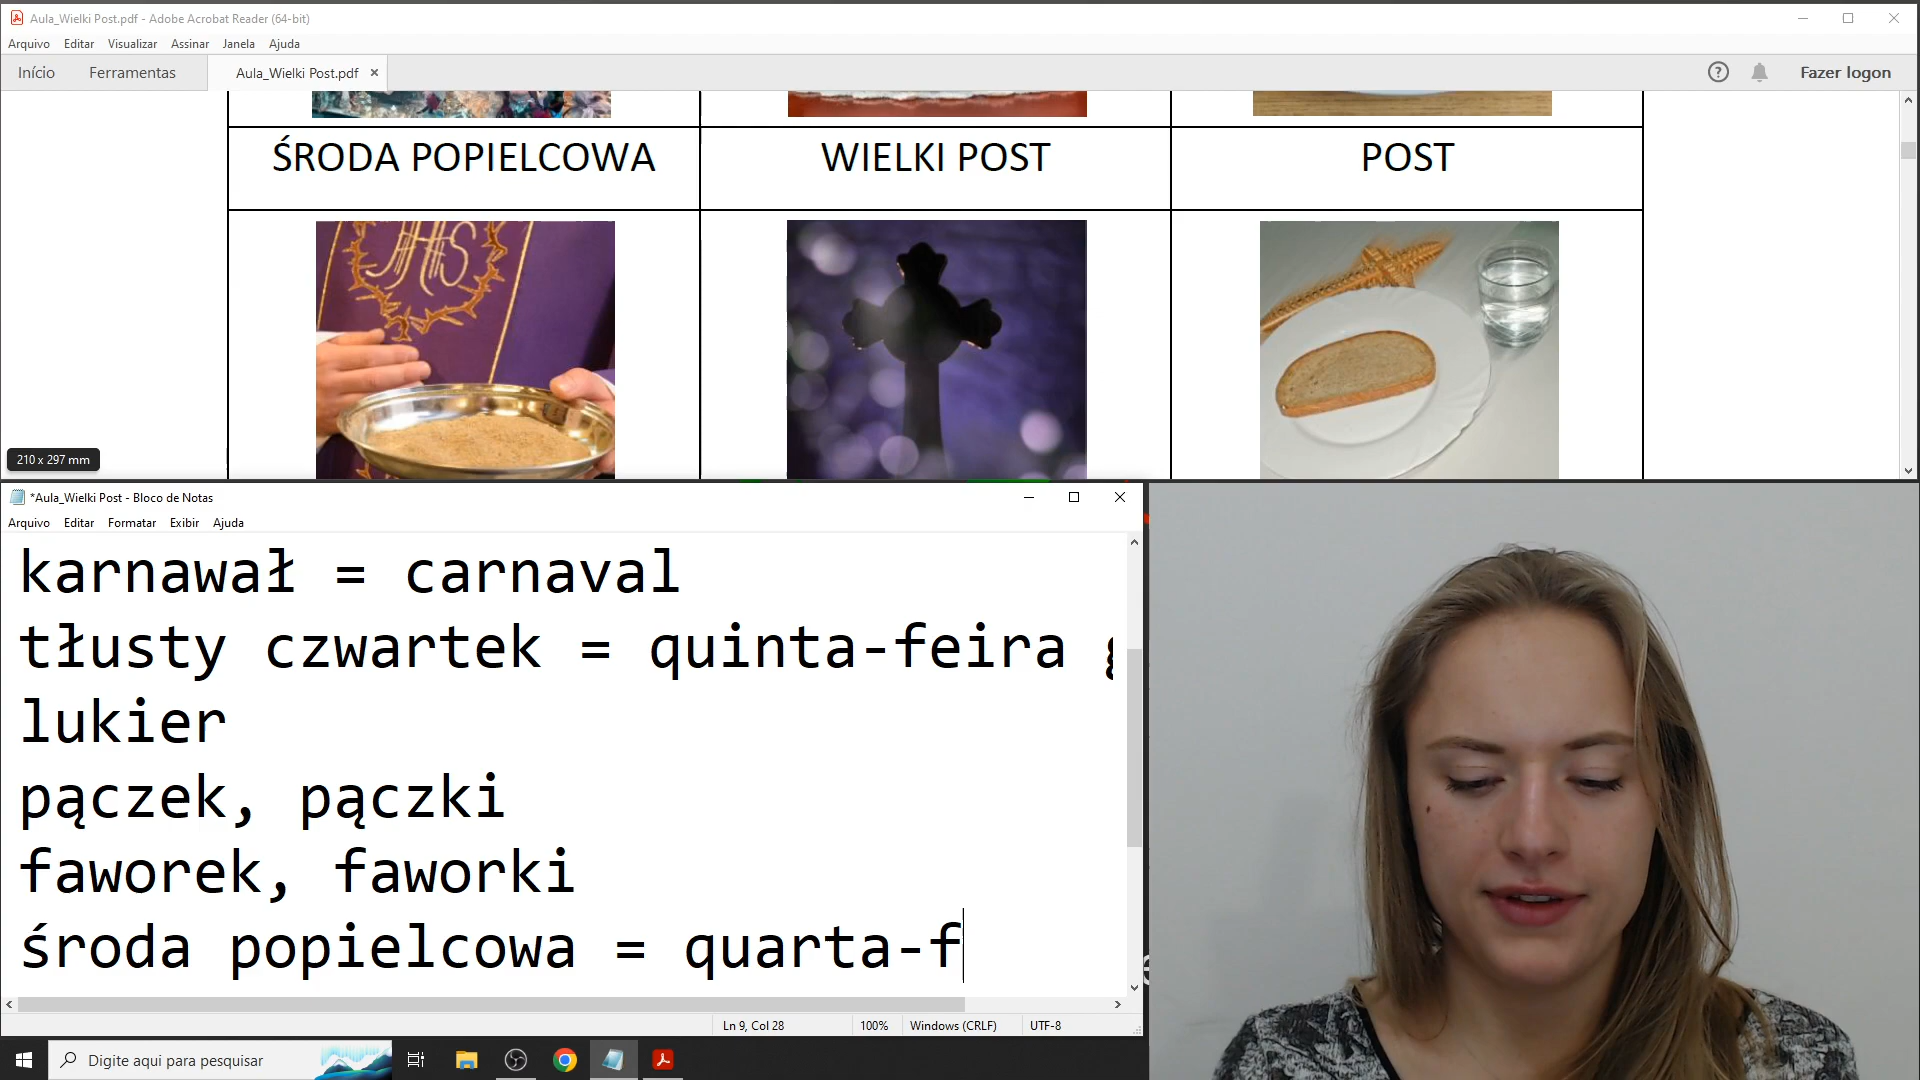 Aula_Wielki Post.pdf - Adobe Acrobat Reader (64-bit)
Arquivo Editar Visualizar Assinar Janela Ajuda
Início Ferramentas Aula_Wielki Post.pdf × Fazer logon
ŚRODA POPIELCOWA WIELKI POST POST
IHS
210 x 297 mm
*Aula_Wielki Post - Bloco de Notas
Arquivo Editar Formatar Exibir Ajuda
karnawał = carnaval
tłusty czwartek = quinta-feira
lukier
pączek, pączki
faworek, faworki
środa popielcowa = quarta-f
Ln 9, Col 28 100% Windows (CRLF) UTF-8
Digite aqui para pesquisar